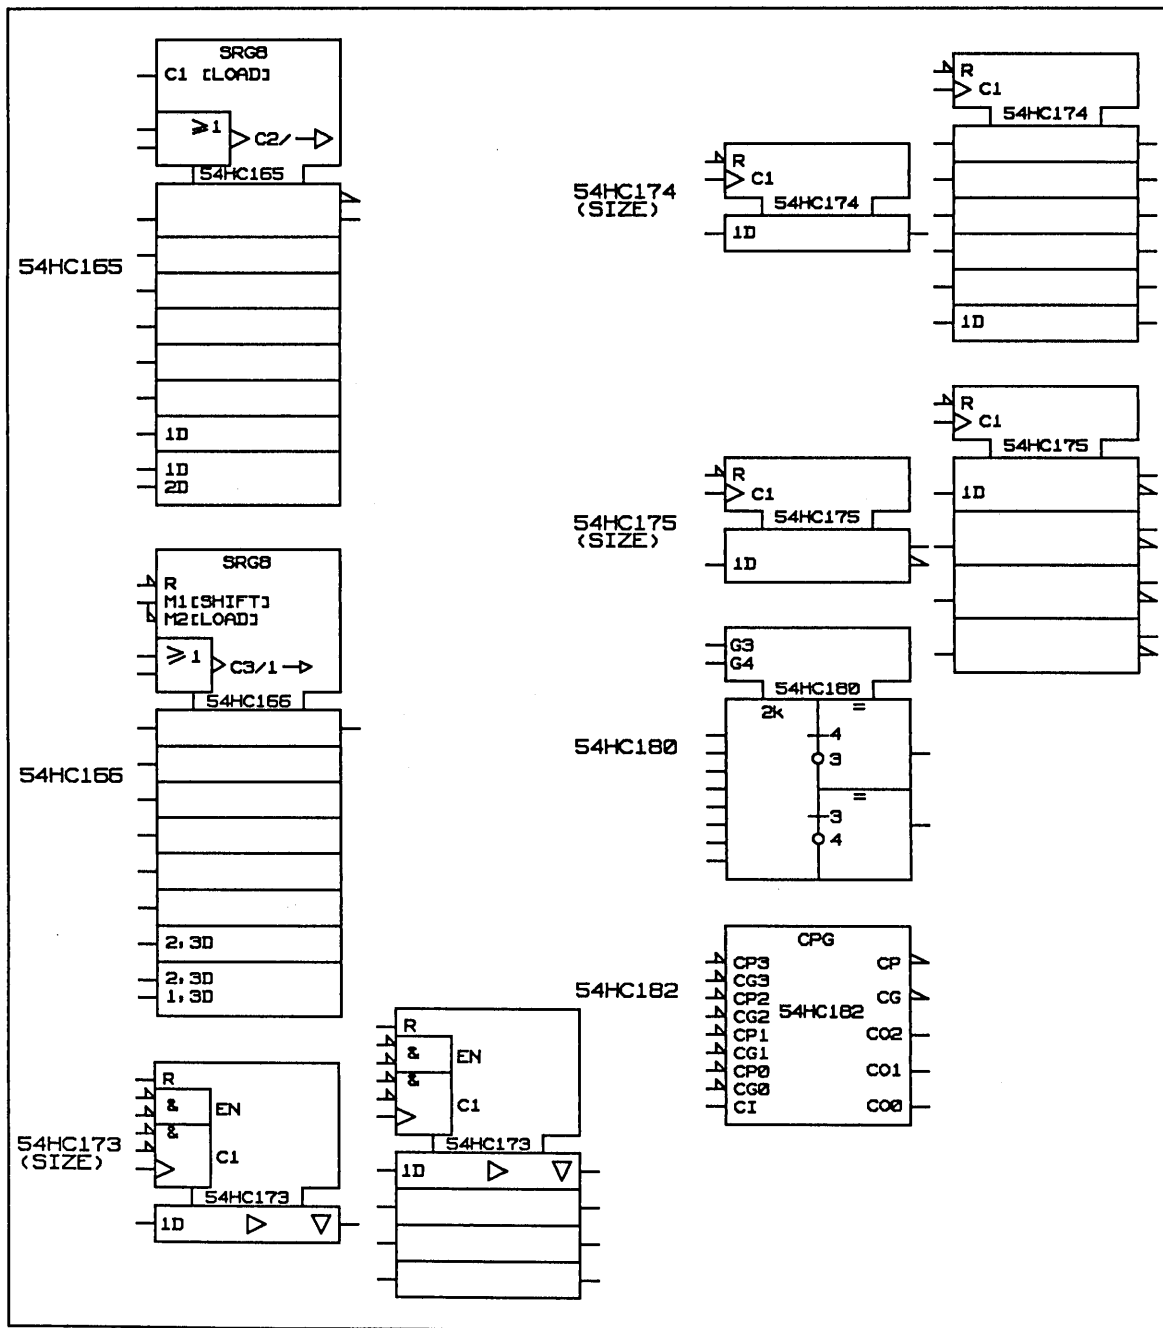 SRG8
C1 [LOAD]
≥1
C2/
54HC165
54HC165
1D
1D
2D
SRG8
R
M1[SHIFT]
M2[LOAD]
≥1
C3/1
54HC166
54HC166
2,3D
2,3D
1,3D
54HC173
(SIZE)
R
&
EN
&
C1
54HC173
1D
R
&
EN
&
C1
54HC173
1D
54HC174
(SIZE)
R
C1
54HC174
1D
R
C1
54HC174
1D
54HC175
(SIZE)
R
C1
54HC175
1D
R
C1
54HC175
1D
54HC180
G3
G4
54HC180
2k
=
4
3
=
3
4
54HC182
CPG
CP3 CP
CG3
CP2 CG
CG2 54HC182
CP1 CO2
CG1
CP0 CO1
CG0
CI CO0